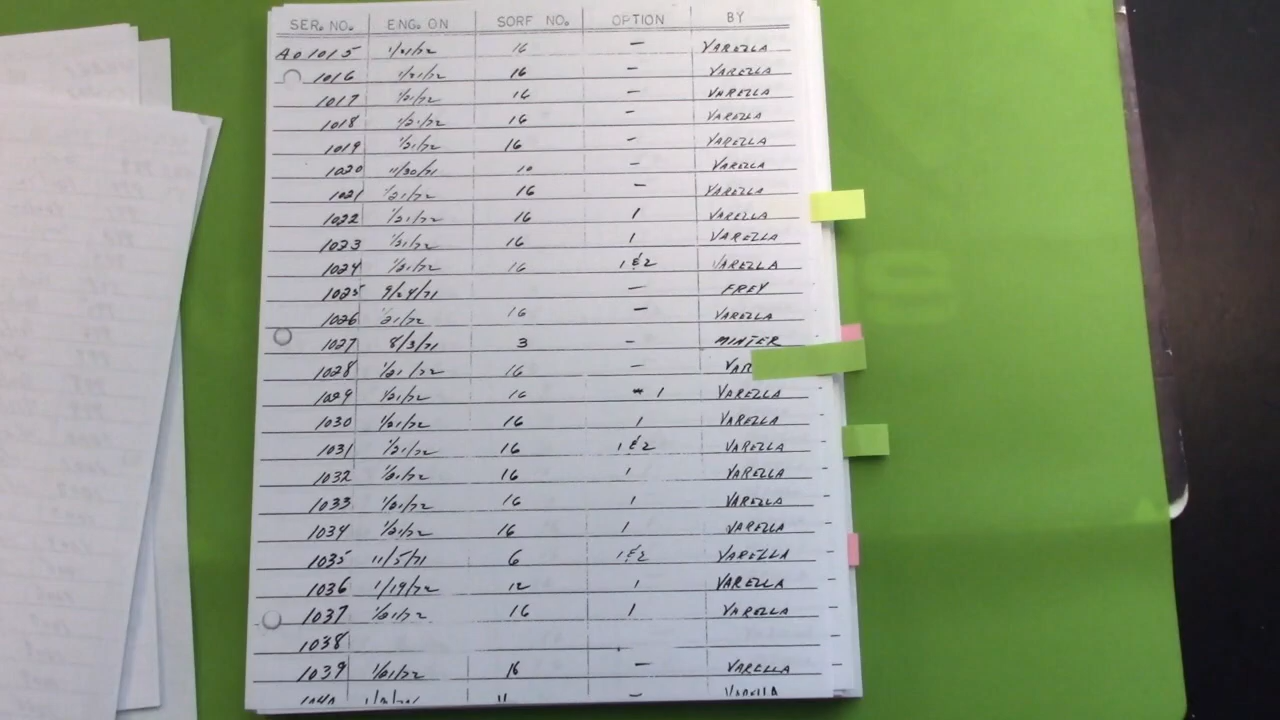 SER. NO. ENG. ON SORF NO. OPTION BY
A01015 1/21/72 16 — VARELLA
1016 1/21/72 16 — VARELLA
1017 1/21/72 16 — VARELLA
1018 1/21/72 16 — VARELLA
1019 1/21/72 16 — VARELLA
1020 11/30/71 10 — VARELLA
1021 1/21/72 16 — VARELLA
1022 1/21/72 16 1 VARELLA
1023 1/21/72 16 1 VARELLA
1024 1/21/72 16 1&2 VARELLA
1025 9/24/71 — FREY
1026 1/21/72 16 — VARELLA
1027 8/3/71 3 — MINTER
1028 1/21/72 16 — VAR
1029 1/21/72 16 1 VARELLA
1030 1/21/72 16 1 VARELLA
1031 1/21/72 16 1&2 VARELLA
1032 1/21/72 16 1 VARELLA
1033 1/21/72 16 1 VARELLA
1034 1/21/72 16 1 VARELLA
1035 11/5/71 6 1&2 VARELLA
1036 1/19/72 12 1 VARELLA
1037 1/21/72 16 1 VARELLA
1038
1039 1/21/72 16 — VARELLA
1040 — VARELLA